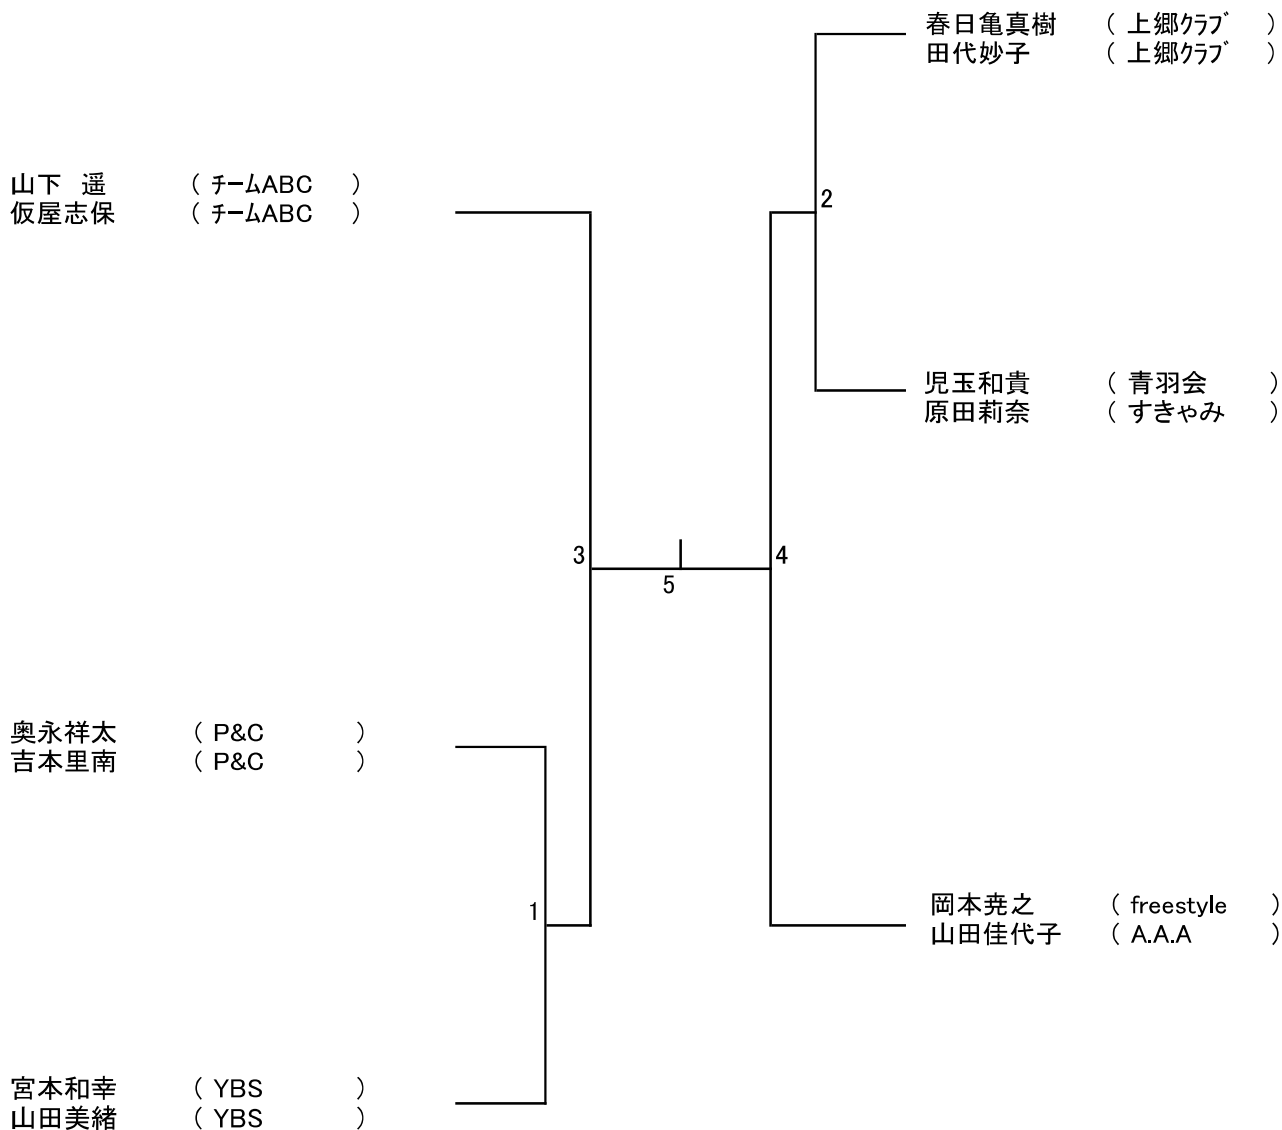 春日亀真樹 ( 上郷ｸﾗﾌﾞ )
田代妙子 ( 上郷ｸﾗﾌﾞ )
山下 遥 ( ﾁｰﾑABC )
仮屋志保 ( ﾁｰﾑABC )
2
児玉和貴 ( 青羽会 )
原田莉奈 ( すきゃみ )
3
4
5
奥永祥太 ( P&C )
吉本里南 ( P&C )
1
岡本尭之 ( freestyle )
山田佳代子 ( A.A.A )
宮本和幸 ( YBS )
山田美緒 ( YBS )